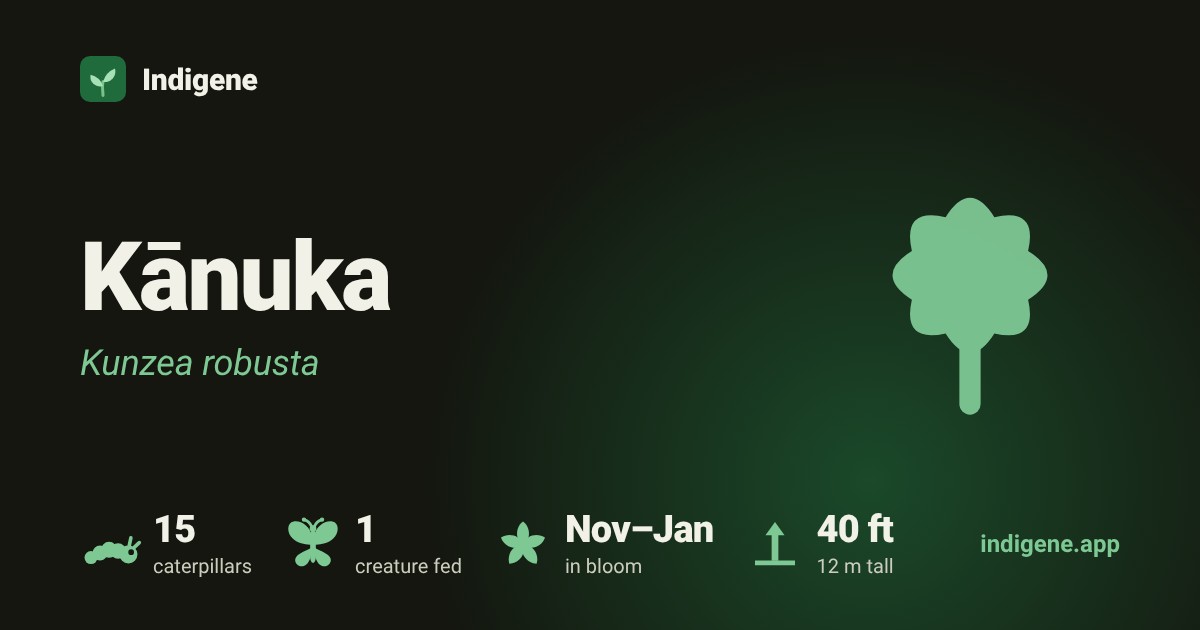 Indigene
Kānuka
Kunzea robusta
15
caterpillars
1
creature fed
Nov–Jan
in bloom
40 ft
12 m tall
indigene.app